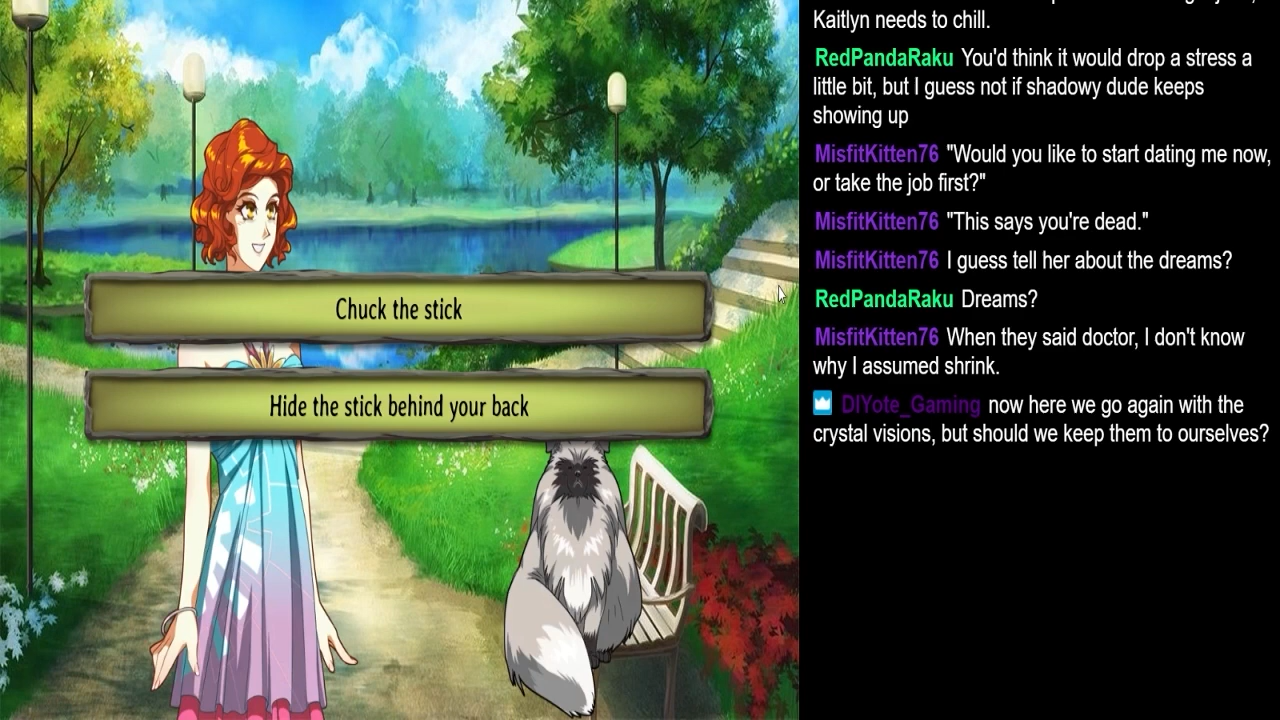 Chuck the stick
Hide the stick behind your back
Kaitlyn needs to chill.
RedPandaRaku You'd think it would drop a stress a
little bit, but I guess not if shadowy dude keeps
showing up
MisfitKitten76 "Would you like to start dating me now,
or take the job first?"
MisfitKitten76 "This says you're dead."
MisfitKitten76 I guess tell her about the dreams?
RedPandaRaku Dreams?
MisfitKitten76 When they said doctor, I don't know
why I assumed shrink.
DIYote_Gaming now here we go again with the
crystal visions, but should we keep them to ourselves?